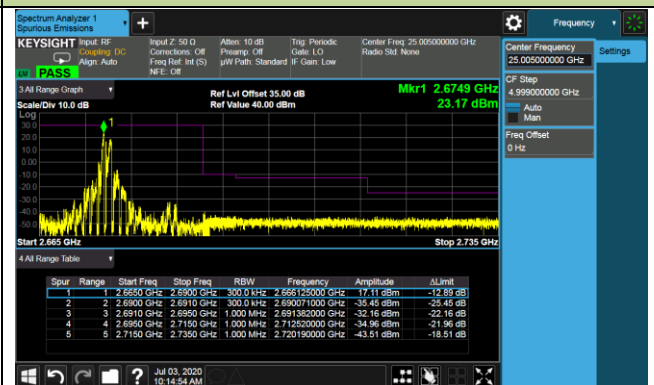 Spectrum Analyzer 1
Spurious Emissions
Frequency
KEYSIGHT
Input: RF
Coupling: DC
Align: Auto
Input Z: 50 Ω
Corrections: Off
Freq Ref: Int (S)
NFE: Off
Atten: 10 dB
Preamp: Off
µW Path: Standard
Trig: Periodic
Gate: LO
IF Gain: Low
Center Freq: 25.005000000 GHz
Radio Std: None
PASS
Center Frequency
25.005000000 GHz
Settings
CF Step
4.999000000 GHz
Auto
Man
Freq Offset
0 Hz
3 All Range Graph
Scale/Div 10.0 dB
Ref Lvl Offset 35.00 dB
Ref Value 40.00 dBm
Mkr1 2.6749 GHz
23.17 dBm
Log
30.0
20.0
10.0
0.00
-10.0
-20.0
-30.0
-40.0
-50.0
1
Start 2.665 GHz
Stop 2.735 GHz
4 All Range Table
Spur Range Start Freq Stop Freq RBW Frequency Amplitude ΔLimit
1 1 2.6650 GHz 2.6900 GHz 300.0 kHz 2.666125000 GHz 17.11 dBm -12.89 dB
2 2 2.6900 GHz 2.6910 GHz 300.0 kHz 2.690071000 GHz -35.45 dBm -25.45 dB
3 3 2.6910 GHz 2.6950 GHz 1.000 MHz 2.691382000 GHz -32.16 dBm -22.16 dB
4 4 2.6950 GHz 2.7150 GHz 1.000 MHz 2.712520000 GHz -34.96 dBm -21.96 dB
5 5 2.7150 GHz 2.7350 GHz 1.000 MHz 2.720190000 GHz -43.51 dBm -18.51 dB
Jul 03, 2020
10:14:54 AM